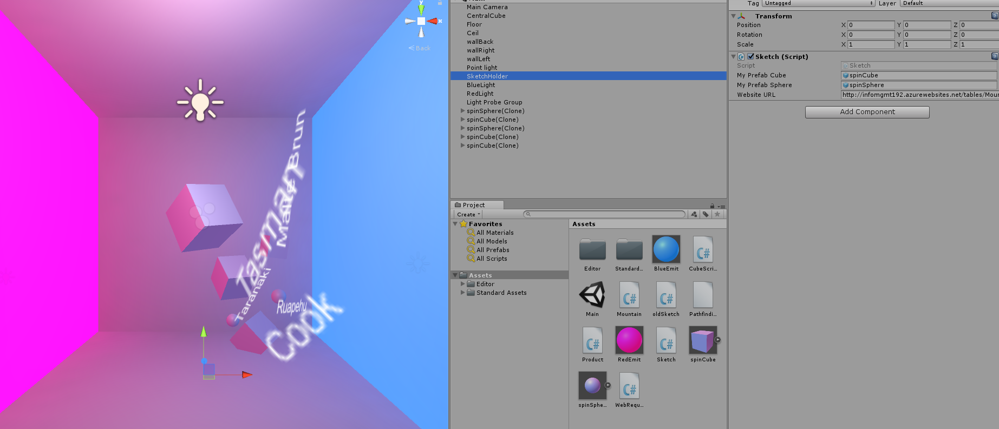 y
x
Back
Tasman
Malte Brun
Taranaki
Ruapehu
Cook
Main Camera
CentralCube
Floor
Ceil
wallBack
wallRight
wallLeft
Point light
SketchHolder
BlueLight
RedLight
Light Probe Group
spinSphere(Clone)
spinCube(Clone)
spinSphere(Clone)
spinCube(Clone)
spinCube(Clone)
Project
Create
Favorites
All Materials
All Models
All Prefabs
All Scripts
Assets
Editor
Standard Assets
Assets
Editor
Standard...
BlueEmit
CubeScri...
Main
Mountain
oldSketch
Pathfindi...
Product
RedEmit
Sketch
spinCube
spinSphe...
WebRequ...
Tag Untagged Layer Default
Transform
Position X 0 Y 0 Z 0
Rotation X 0 Y 0 Z 0
Scale X 1 Y 1 Z 1
Sketch (Script)
Script Sketch
My Prefab Cube spinCube
My Prefab Sphere spinSphere
Website URL http://infomgmt192.azurewebsites.net/tables/Mour
Add Component